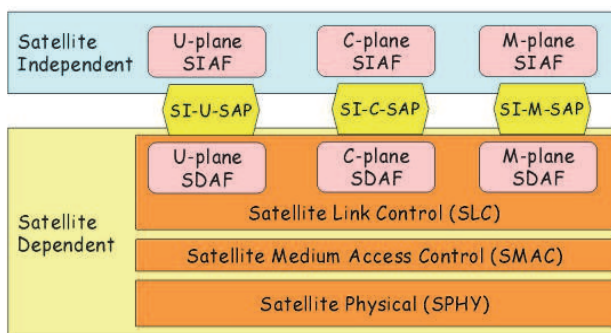 Satellite
Independent
U-plane
SIAF
C-plane
SIAF
M-plane
SIAF
SI-U-SAP
SI-C-SAP
SI-M-SAP
Satellite
Dependent
U-plane
SDAF
C-plane
SDAF
M-plane
SDAF
Satellite Link Control (SLC)
Satellite Medium Access Control (SMAC)
Satellite Physical (SPHY)